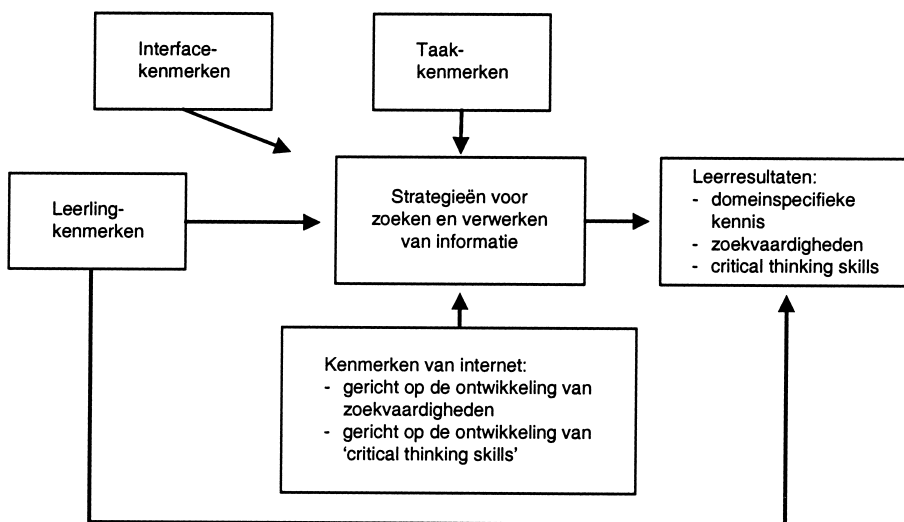 Interface-
kenmerken
Taak-
kenmerken
Leerling-
kenmerken
Strategieën voor
zoeken en verwerken
van informatie
Leerresultaten:
- domeinspecifieke
kennis
- zoekvaardigheden
- critical thinking skills
Kenmerken van internet:
- gericht op de ontwikkeling van
zoekvaardigheden
- gericht op de ontwikkeling van
‘critical thinking skills’